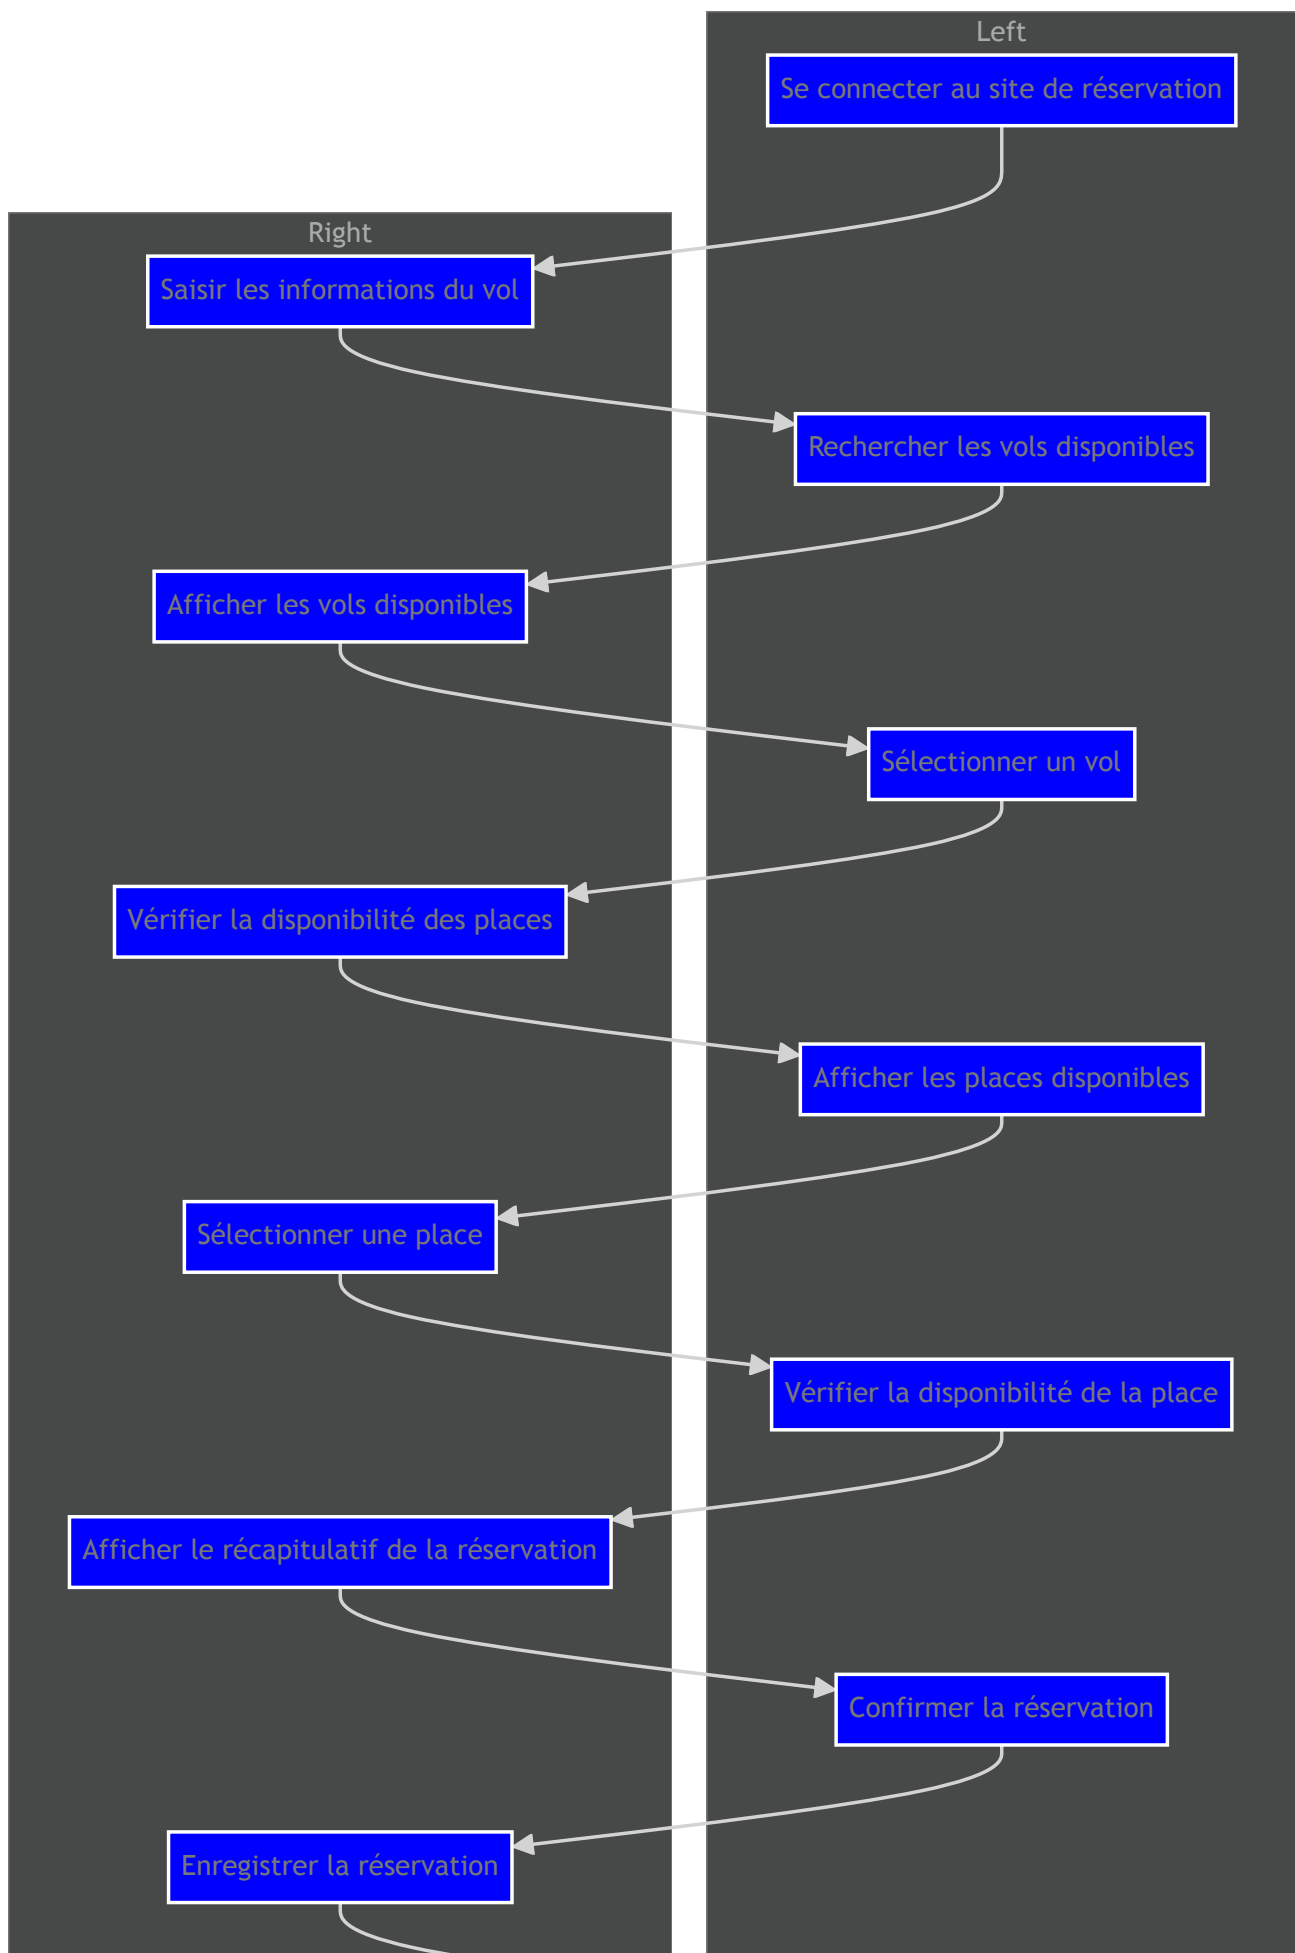 Left
Se connecter au site de réservation
Right
Saisir les informations du vol
Rechercher les vols disponibles
Afficher les vols disponibles
Sélectionner un vol
Vérifier la disponibilité des places
Afficher les places disponibles
Sélectionner une place
Vérifier la disponibilité de la place
Afficher le récapitulatif de la réservation
Confirmer la réservation
Enregistrer la réservation